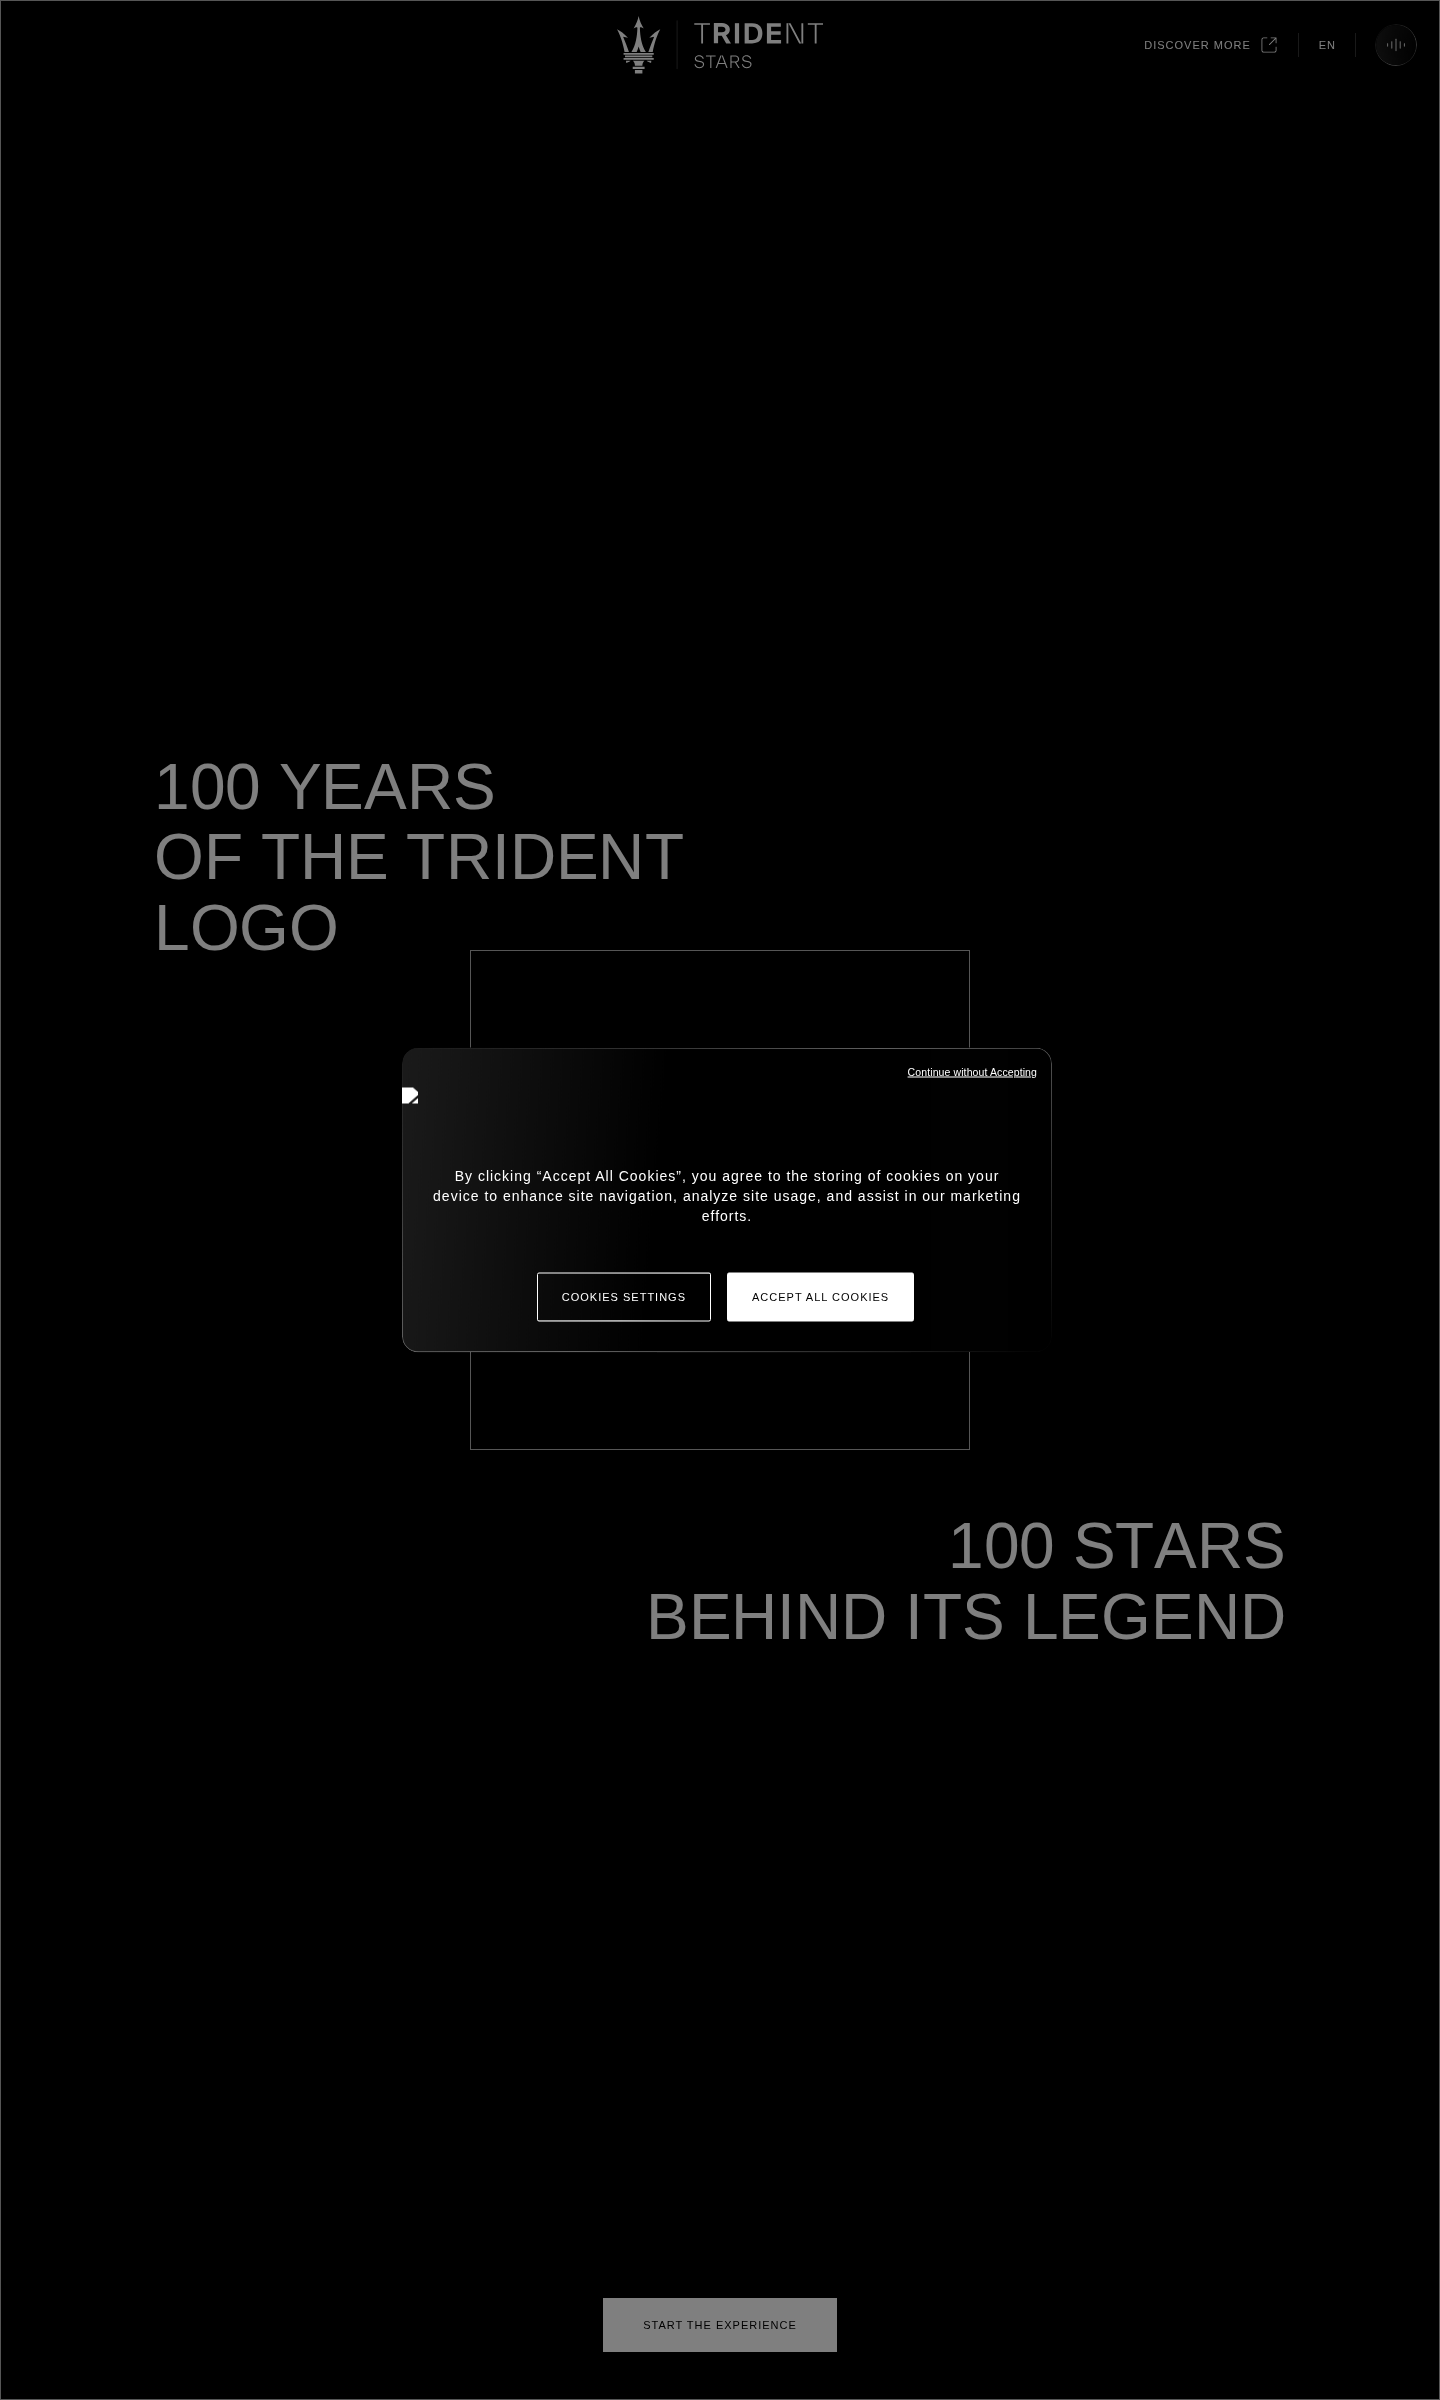 TRIDENT
STARS
DISCOVER MORE
EN
100 YEARS
OF THE TRIDENT
LOGO
Continue without Accepting
By clicking “Accept All Cookies”, you agree to the storing of cookies on your
device to enhance site navigation, analyze site usage, and assist in our marketing
efforts.
COOKIES SETTINGS
ACCEPT ALL COOKIES
100 STARS
BEHIND ITS LEGEND
START THE EXPERIENCE